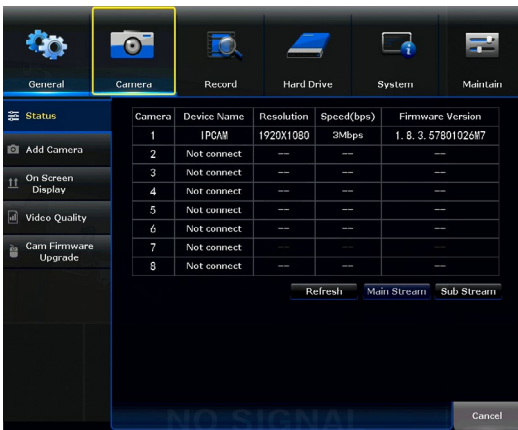 General Camera Record Hard Drive System Maintain
Status
Add Camera
On Screen
Display
Video Quality
Cam Firmware
Upgrade
Camera Device Name Resolution Speed(bps) Firmware Version
1 IPCAM 1920X1080 3Mbps 1.8.3.57801026M7
2 Not connect -- --
3 Not connect -- --
4 Not connect -- --
5 Not connect -- --
6 Not connect -- --
7 Not connect -- --
8 Not connect -- --
Refresh Main Stream Sub Stream
NO SIGNAL
Cancel